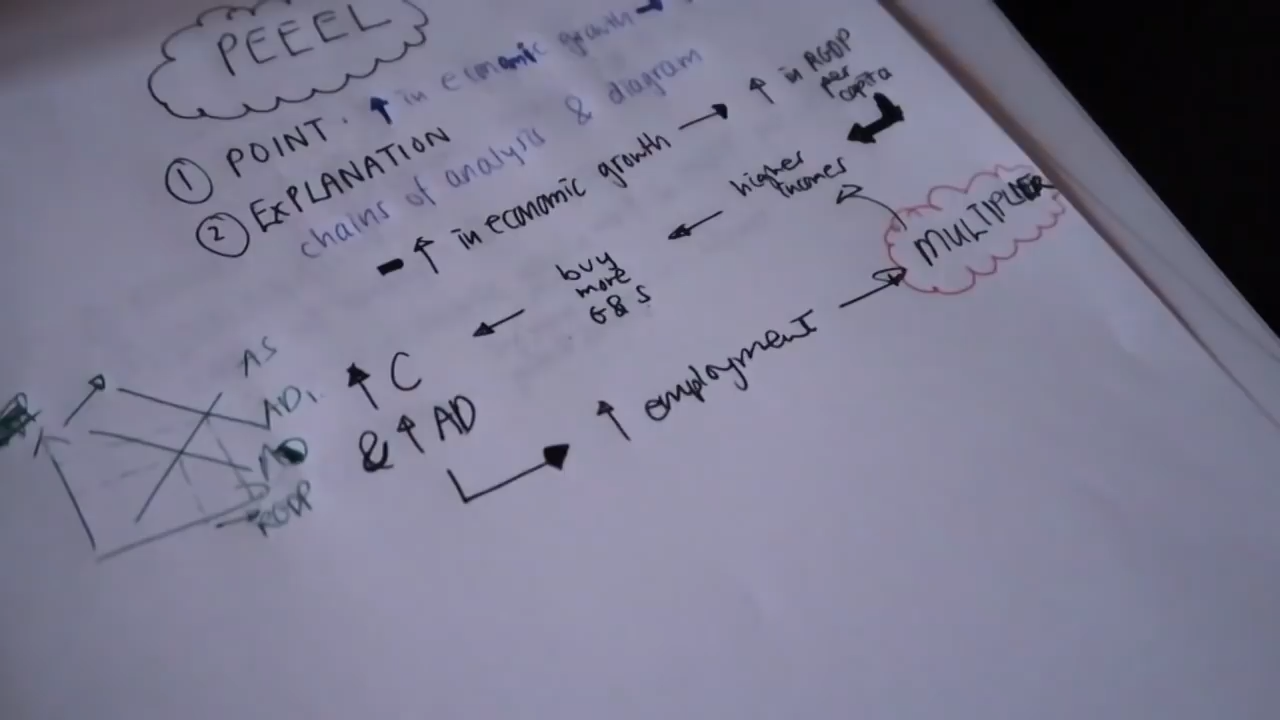 PEEEL
① POINT. ↑ in economic growth →
② EXPLANATION
chains of analysis & diagram
- ↑ in economic growth → ↑ in RGDP
per
capita
higher
incomes
MULTIPLIER
buy
more
G&S
↑ C
& ↑ AD
↑ employment
AS
AD1
AD
RGDP